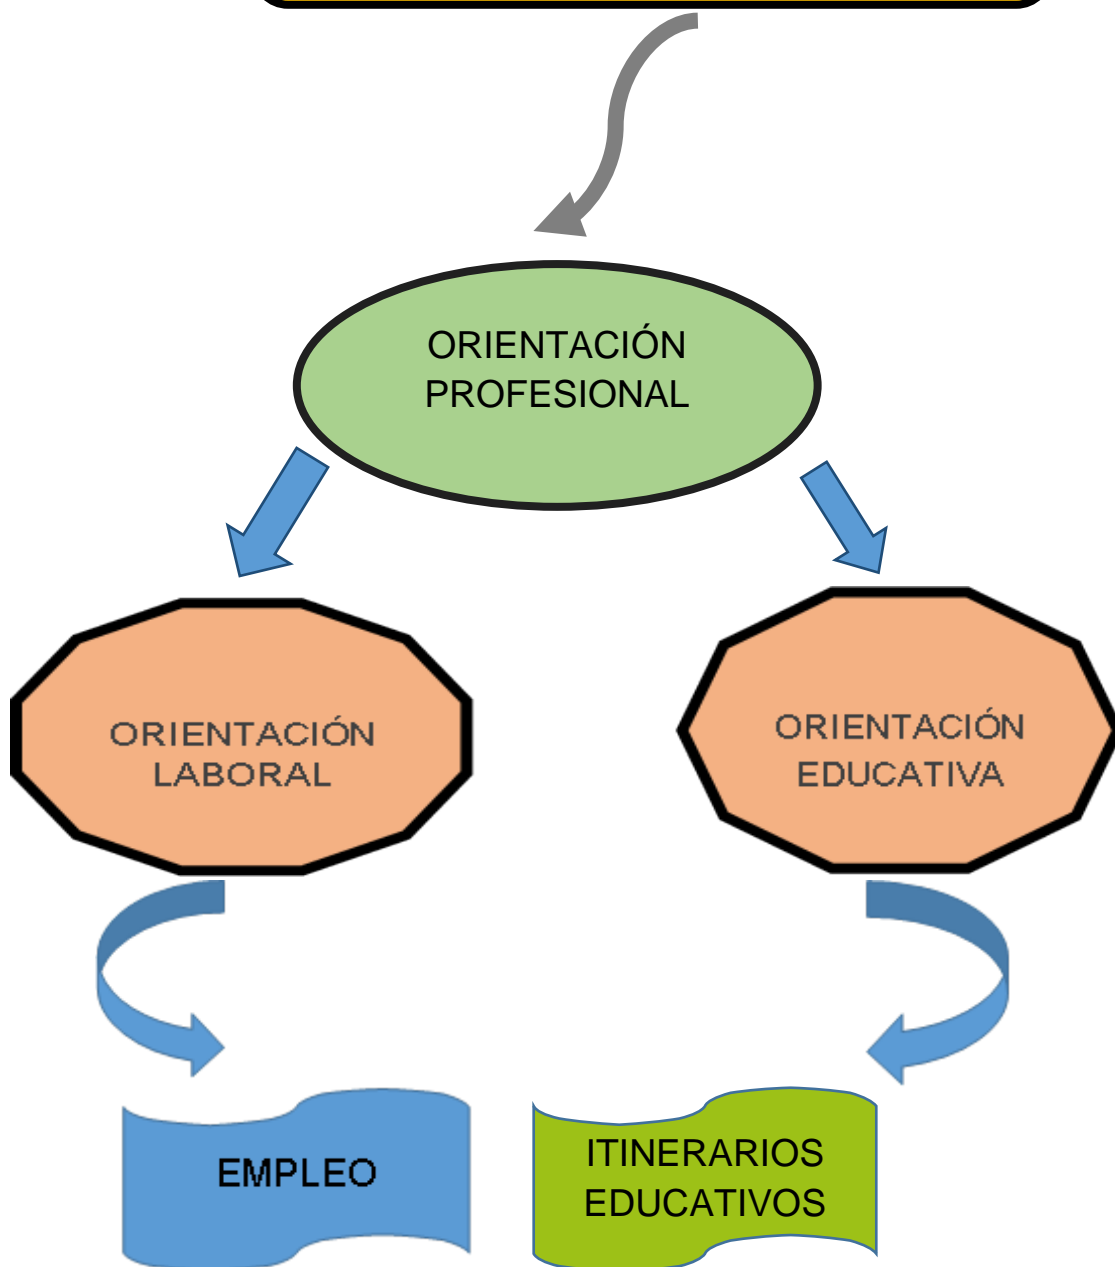 ORIENTACIÓN
PROFESIONAL
ORIENTACIÓN
LABORAL
ORIENTACIÓN
EDUCATIVA
EMPLEO
ITINERARIOS
EDUCATIVOS